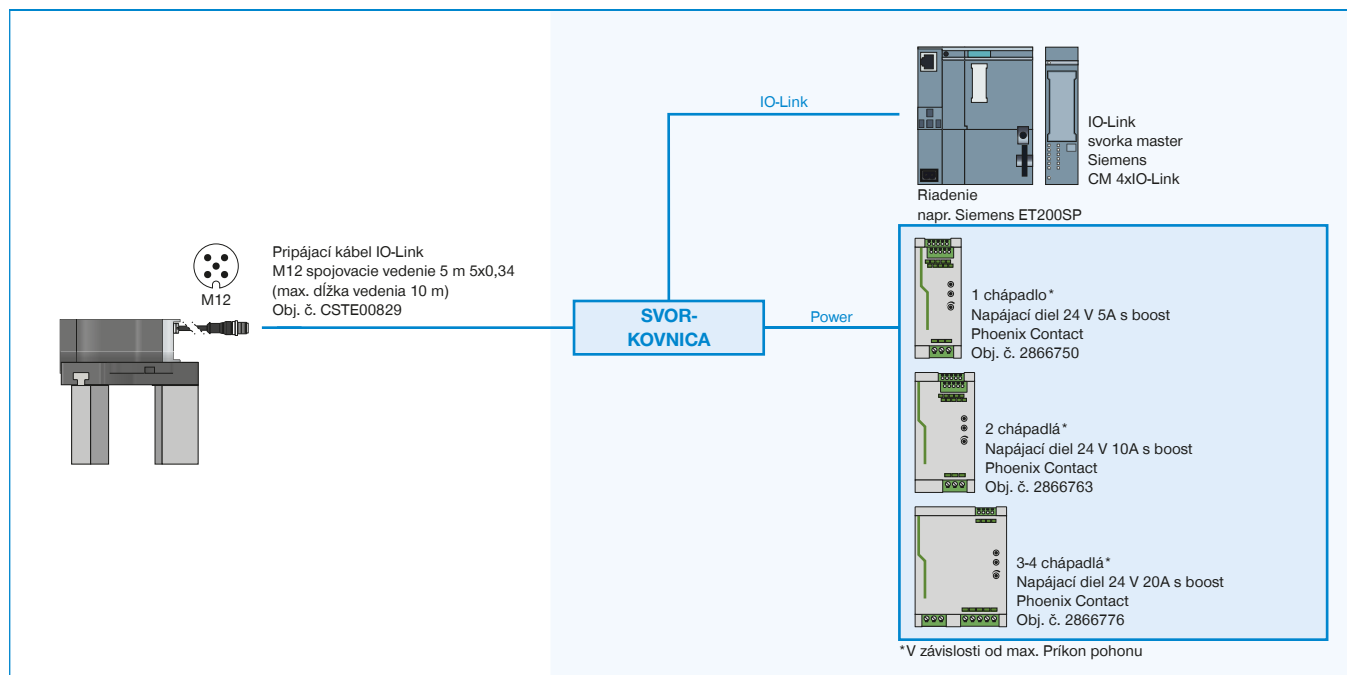 IO-Link
IO-Link
svorka master
Siemens
CM 4xIO-Link
Riadenie
napr. Siemens ET200SP
M12
Pripájací kábel IO-Link
M12 spojovacie vedenie 5 m 5x0,34
(max. dĺžka vedenia 10 m)
Obj. č. CSTE00829
SVOR-
KOVNICA
Power
1 chápadlo*
Napájací diel 24 V 5A s boost
Phoenix Contact
Obj. č. 2866750
2 chápadlá*
Napájací diel 24 V 10A s boost
Phoenix Contact
Obj. č. 2866763
3-4 chápadlá*
Napájací diel 24 V 20A s boost
Phoenix Contact
Obj. č. 2866776
*V závislosti od max. Príkon pohonu